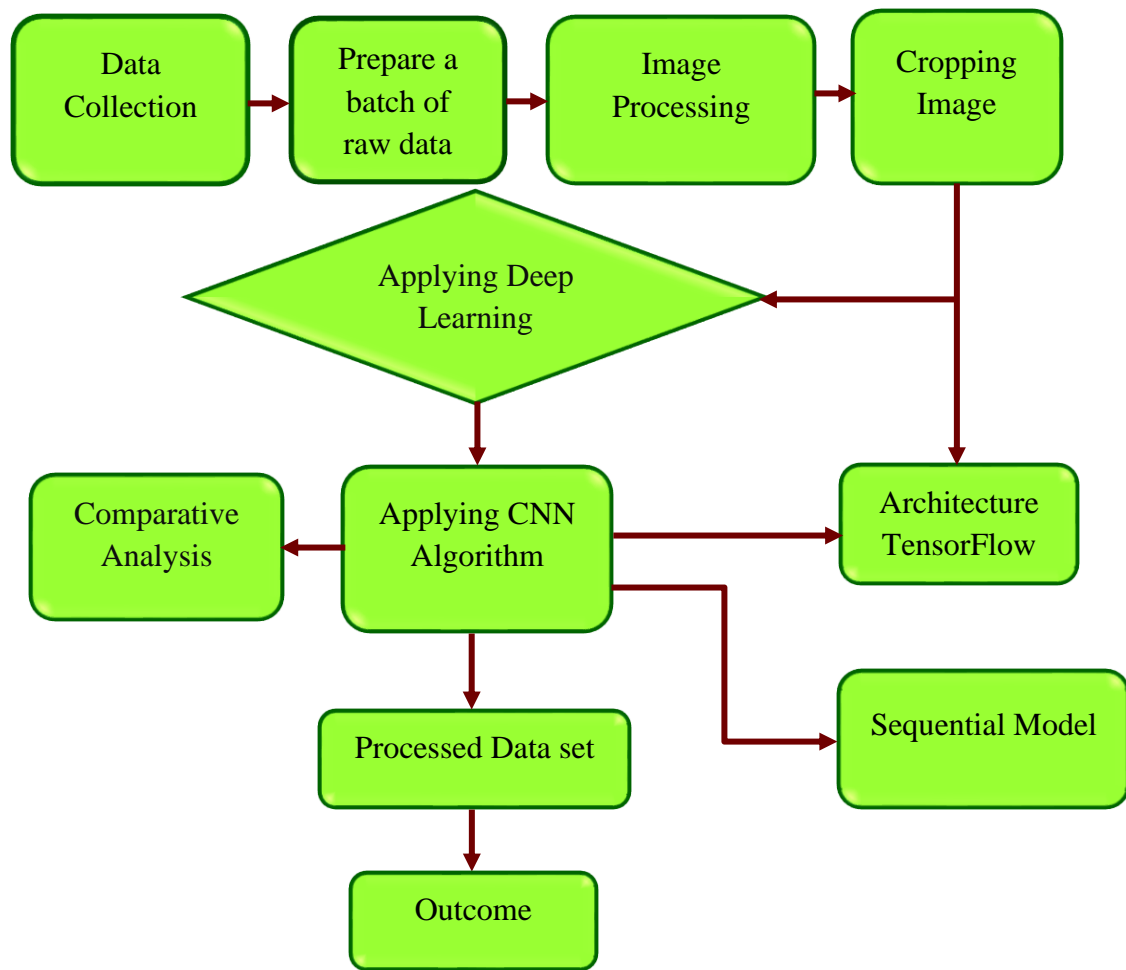 Data
Collection
Prepare a
batch of
raw data
Image
Processing
Cropping
Image
Applying Deep
Learning
Comparative
Analysis
Applying CNN
Algorithm
Architecture
TensorFlow
Processed Data set
Sequential Model
Outcome